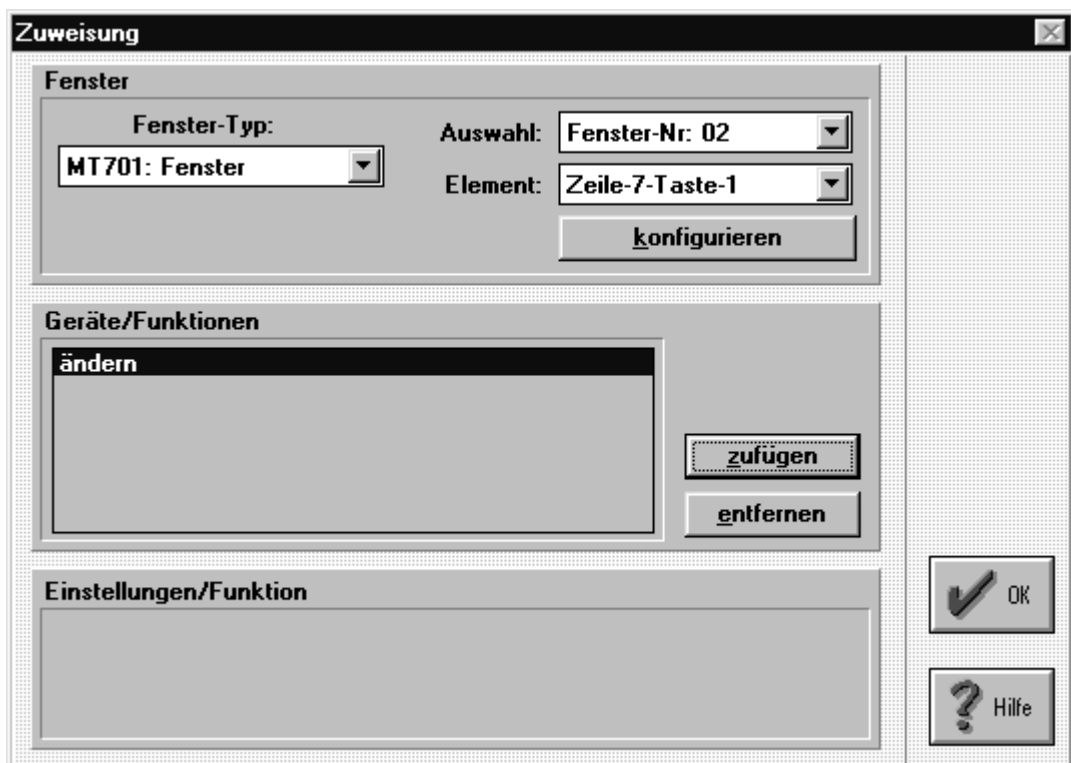 Zuweisung
Fenster
Fenster-Typ:
MT701: Fenster
Auswahl: Fenster-Nr: 02
Element: Zeile-7-Taste-1
konfigurieren
Geräte/Funktionen
ändern
zufügen
entfernen
Einstellungen/Funktion
OK
Hilfe